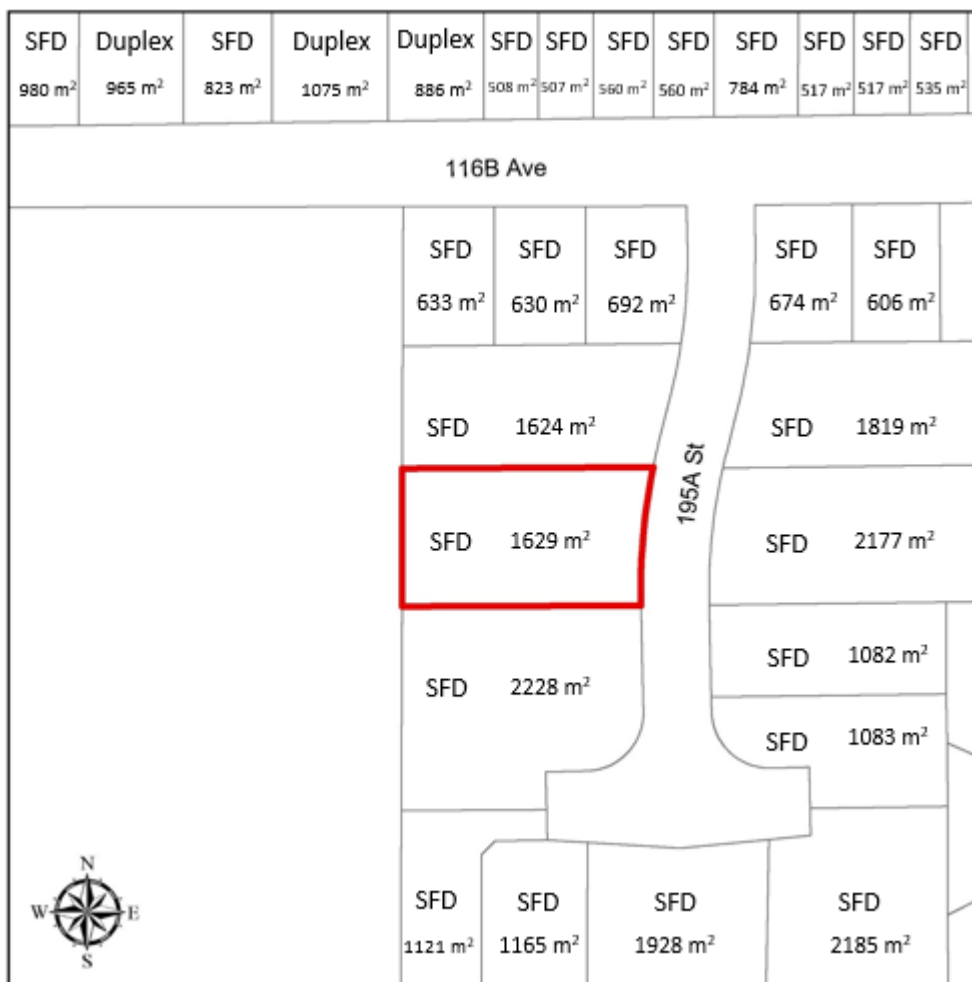 SFD Duplex SFD Duplex Duplex SFD SFD SFD SFD SFD SFD SFD SFD
980 m² 965 m² 823 m² 1075 m² 886 m² 508 m² 507 m² 560 m² 560 m² 784 m² 517 m² 517 m² 535 m²
116B Ave
SFD SFD SFD SFD SFD
633 m² 630 m² 692 m² 674 m² 606 m²
SFD 1624 m² SFD 1819 m²
195A St
SFD 1629 m² SFD 2177 m²
SFD 1082 m²
SFD 2228 m²
SFD 1083 m²
N
W E
S
SFD SFD SFD SFD
1121 m² 1165 m² 1928 m² 2185 m²